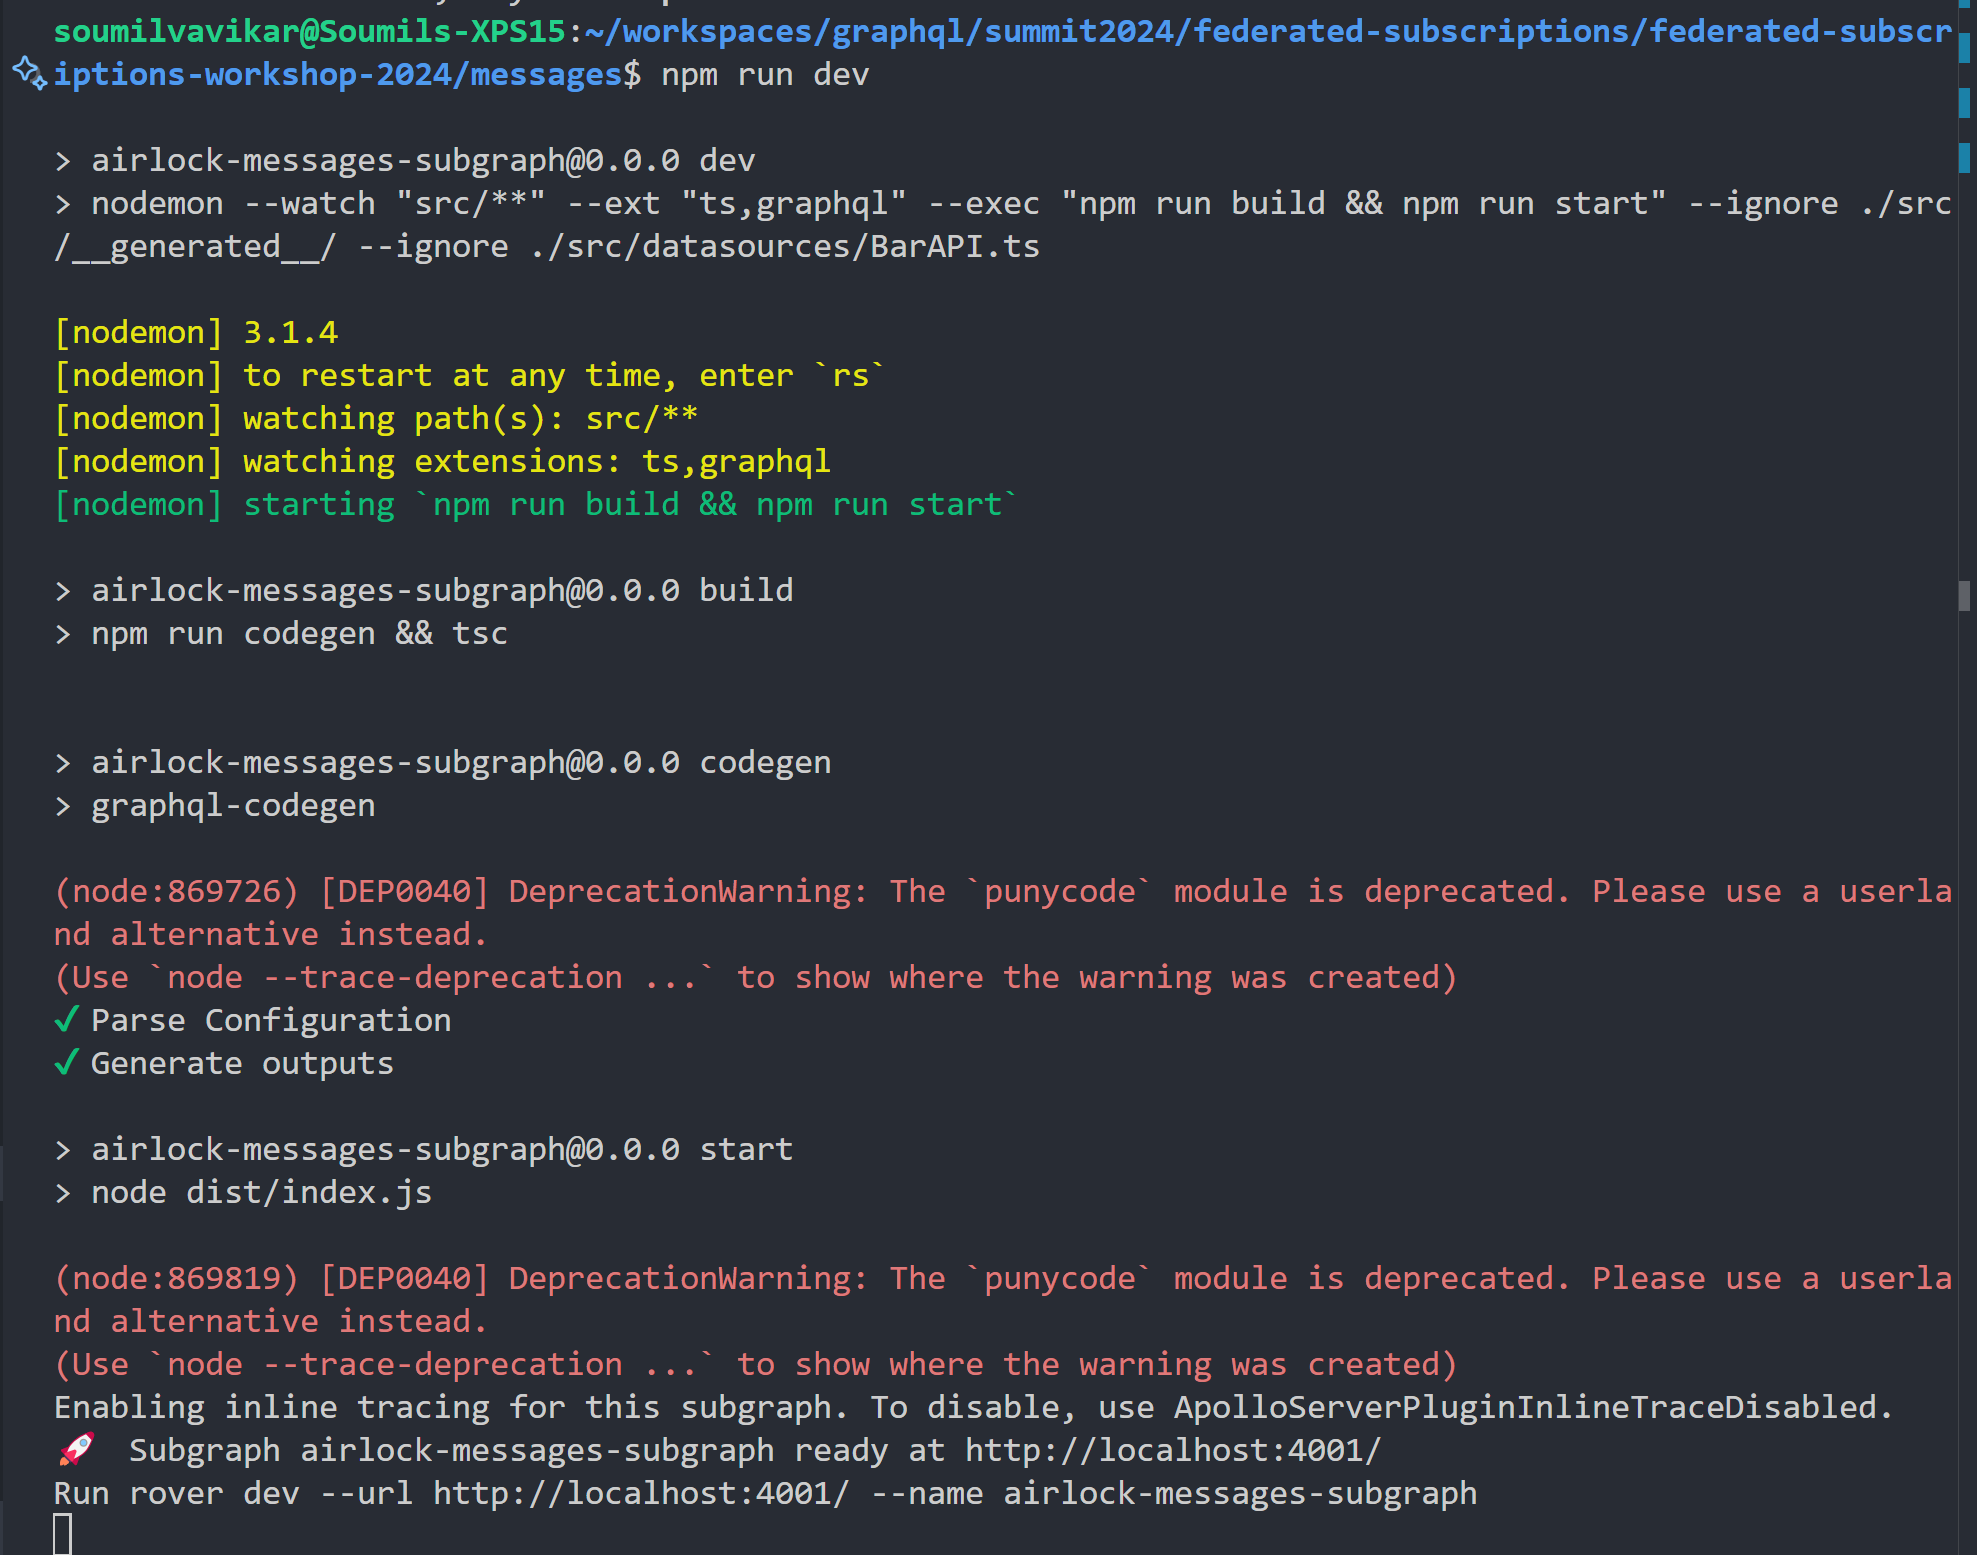 soumilvavikar@Soumils-XPS15:~/workspaces/graphql/summit2024/federated-subscriptions/federated-subscr
iptions-workshop-2024/messages$ npm run dev
> airlock-messages-subgraph@0.0.0 dev
> nodemon --watch "src/**" --ext "ts,graphql" --exec "npm run build && npm run start" --ignore ./src
/__generated__/ --ignore ./src/datasources/BarAPI.ts
[nodemon] 3.1.4
[nodemon] to restart at any time, enter `rs`
[nodemon] watching path(s): src/**
[nodemon] watching extensions: ts,graphql
[nodemon] starting `npm run build && npm run start`
> airlock-messages-subgraph@0.0.0 build
> npm run codegen && tsc
> airlock-messages-subgraph@0.0.0 codegen
> graphql-codegen
(node:869726) [DEP0040] DeprecationWarning: The `punycode` module is deprecated. Please use a userla
nd alternative instead.
(Use `node --trace-deprecation ...` to show where the warning was created)
✓ Parse Configuration
✓ Generate outputs
> airlock-messages-subgraph@0.0.0 start
> node dist/index.js
(node:869819) [DEP0040] DeprecationWarning: The `punycode` module is deprecated. Please use a userla
nd alternative instead.
(Use `node --trace-deprecation ...` to show where the warning was created)
Enabling inline tracing for this subgraph. To disable, use ApolloServerPluginInlineTraceDisabled.
🚀 Subgraph airlock-messages-subgraph ready at http://localhost:4001/
Run rover dev --url http://localhost:4001/ --name airlock-messages-subgraph